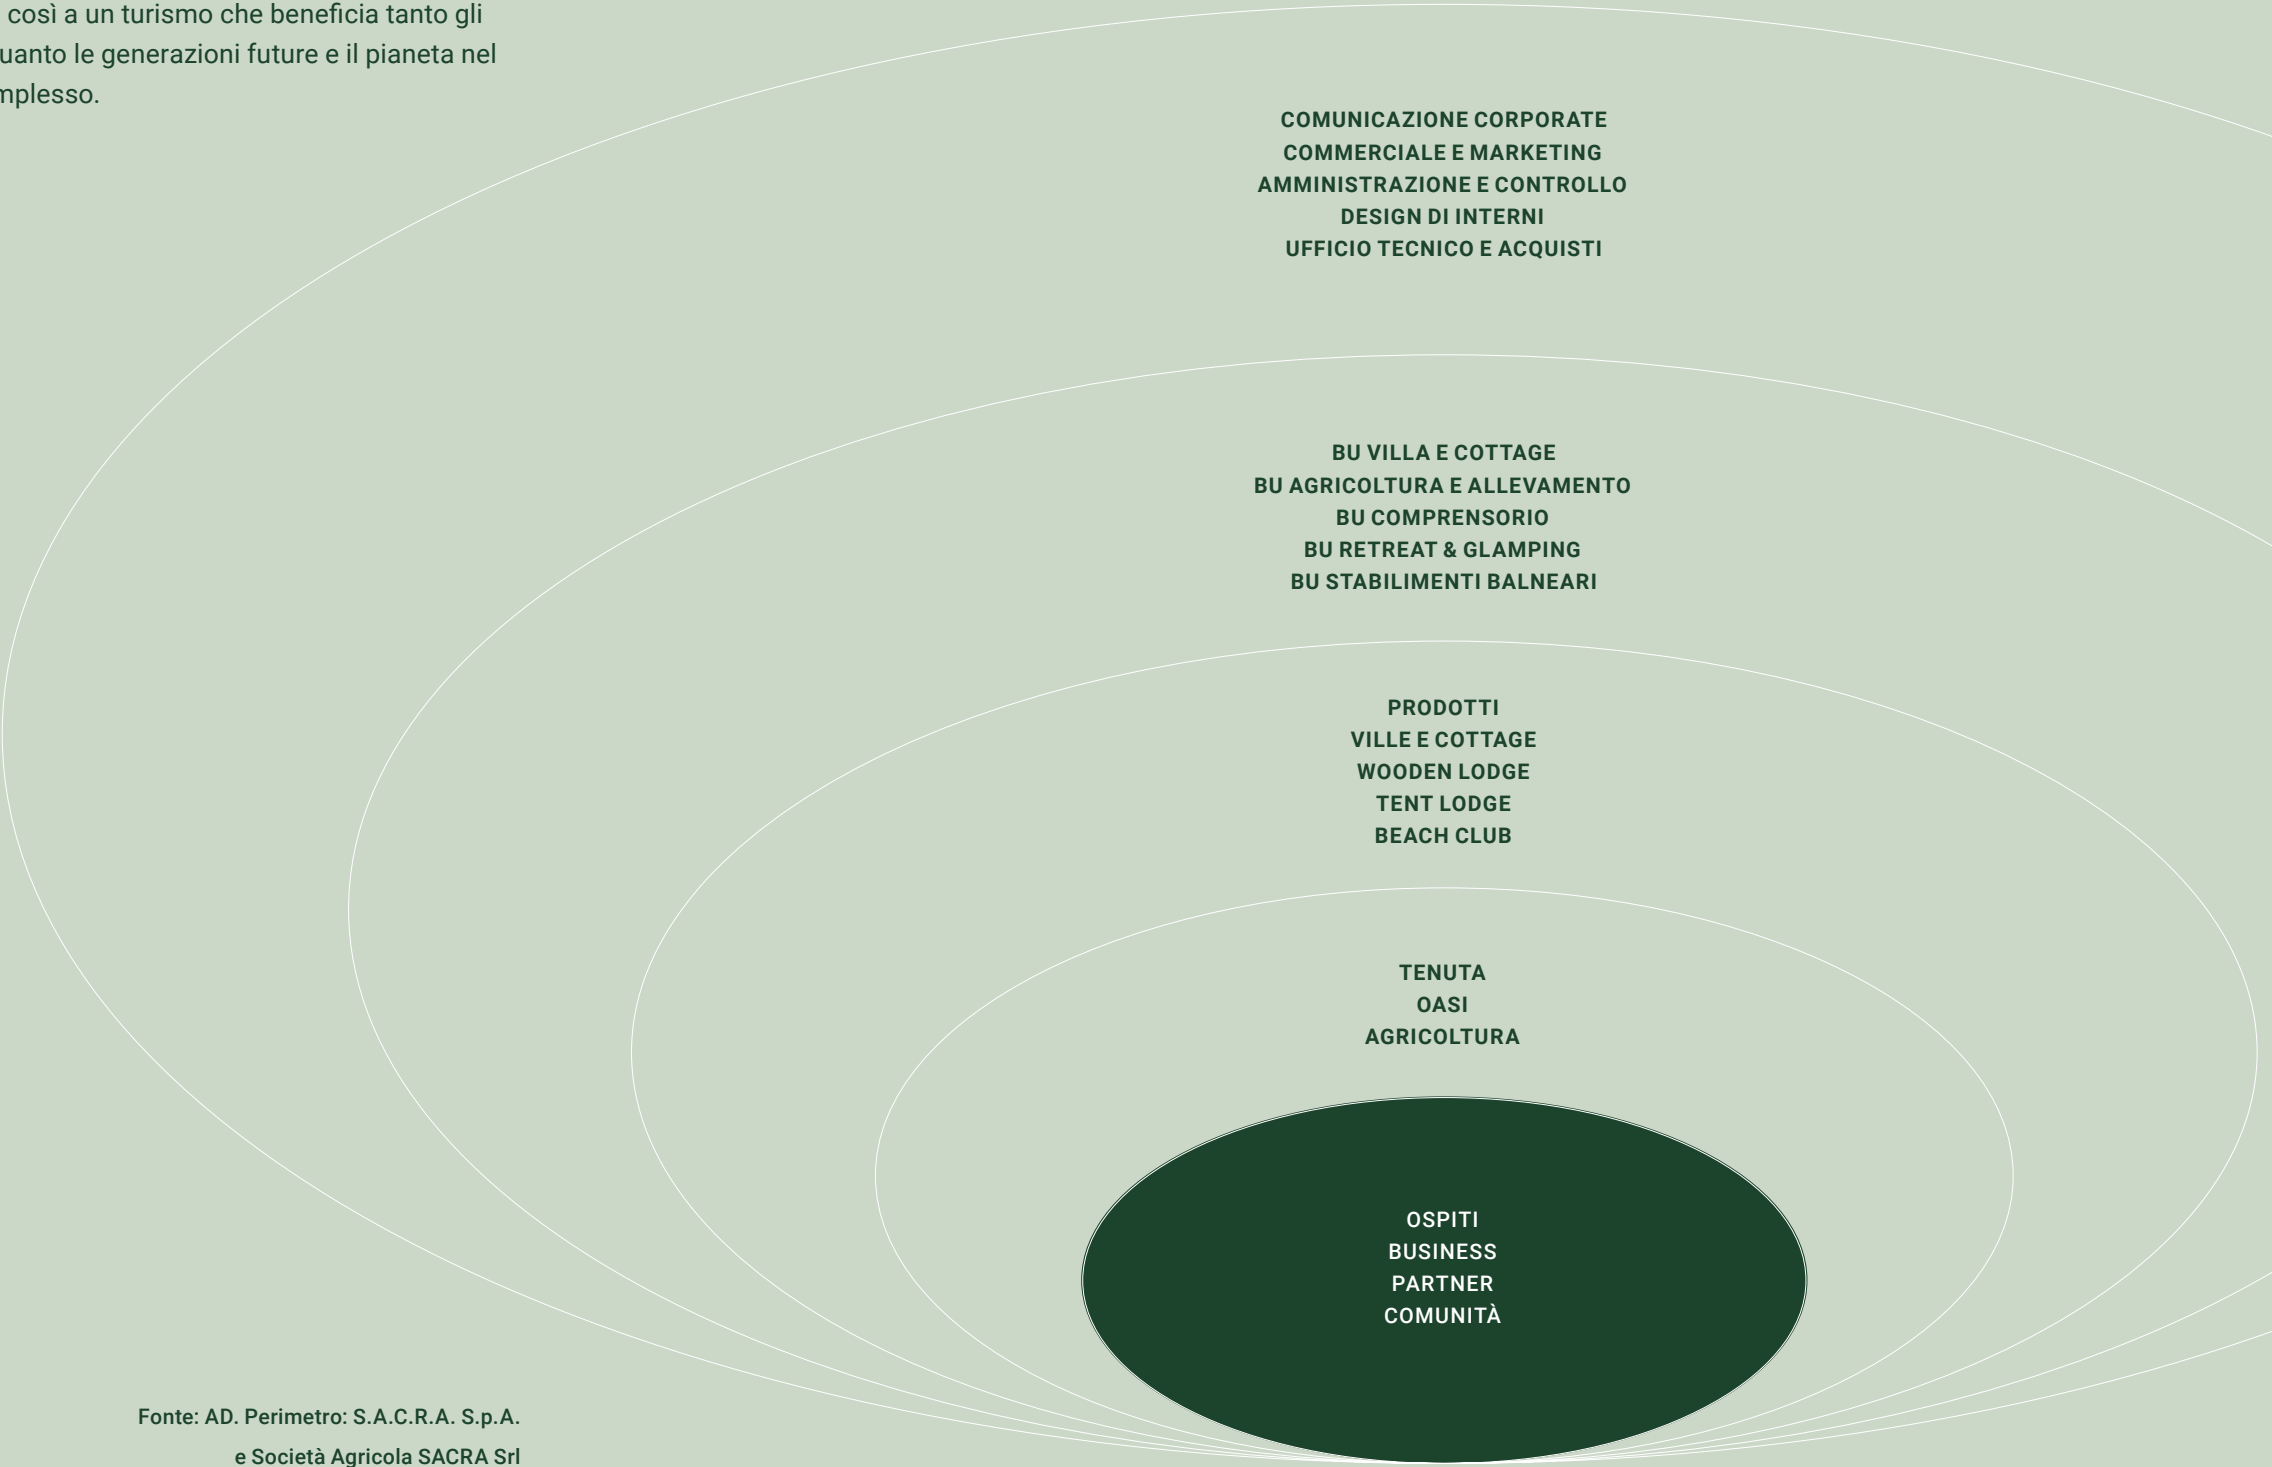 così a un turismo che beneficia tanto gli
uanto le generazioni future e il pianeta nel
mplesso.
COMUNICAZIONE CORPORATE
COMMERCIALE E MARKETING
AMMINISTRAZIONE E CONTROLLO
DESIGN DI INTERNI
UFFICIO TECNICO E ACQUISTI
BU VILLA E COTTAGE
BU AGRICOLTURA E ALLEVAMENTO
BU COMPRENSORIO
BU RETREAT & GLAMPING
BU STABILIMENTI BALNEARI
PRODOTTI
VILLE E COTTAGE
WOODEN LODGE
TENT LODGE
BEACH CLUB
TENUTA
OASI
AGRICOLTURA
OSPITI
BUSINESS
PARTNER
COMUNITÀ
Fonte: AD. Perimetro: S.A.C.R.A. S.p.A.
e Società Agricola SACRA Srl